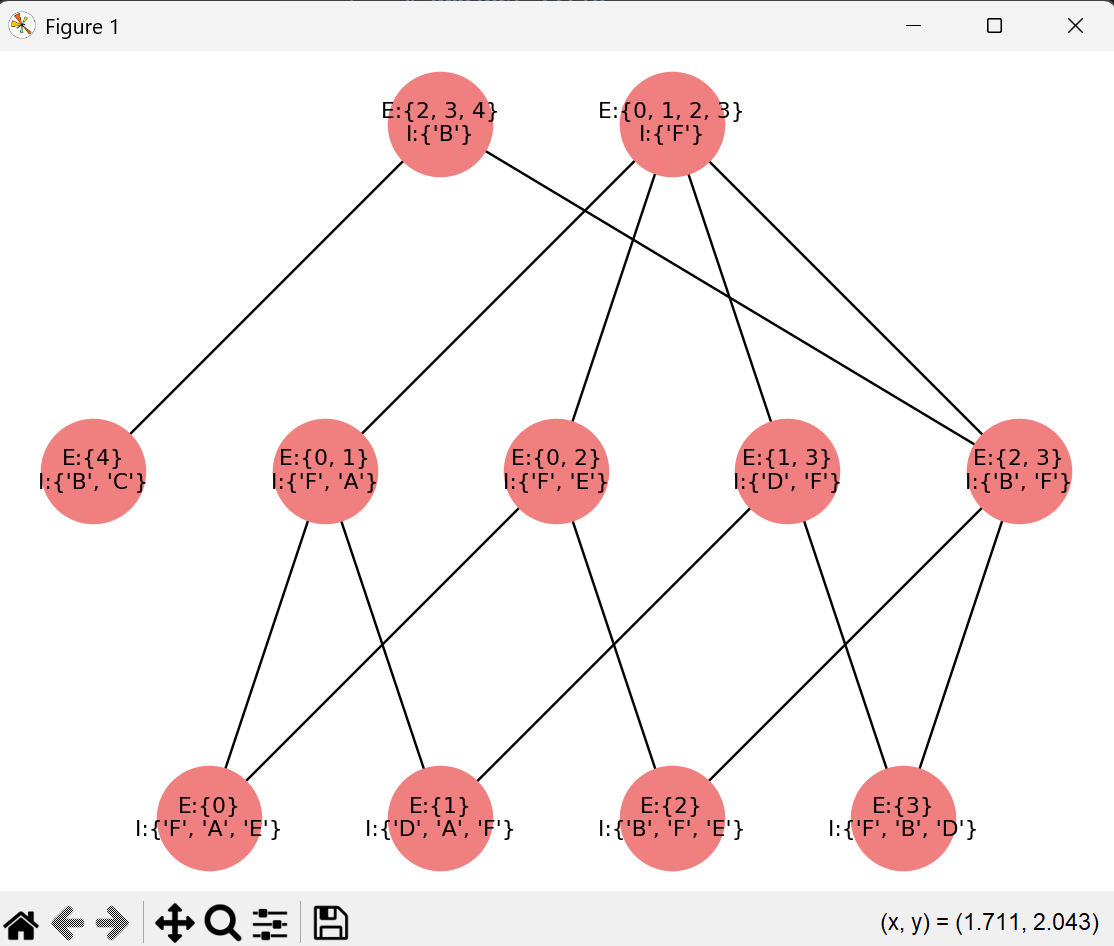 Figure 1
E:{2, 3, 4}
I:{'B'}
E:{0, 1, 2, 3}
I:{'F'}
E:{4}
I:{'B', 'C'}
E:{0, 1}
I:{'F', 'A'}
E:{0, 2}
I:{'F', 'E'}
E:{1, 3}
I:{'D', 'F'}
E:{2, 3}
I:{'B', 'F'}
E:{0}
I:{'F', 'A', 'E'}
E:{1}
I:{'D', 'A', 'F'}
E:{2}
I:{'B', 'F', 'E'}
E:{3}
I:{'F', 'B', 'D'}
(x, y) = (1.711, 2.043)